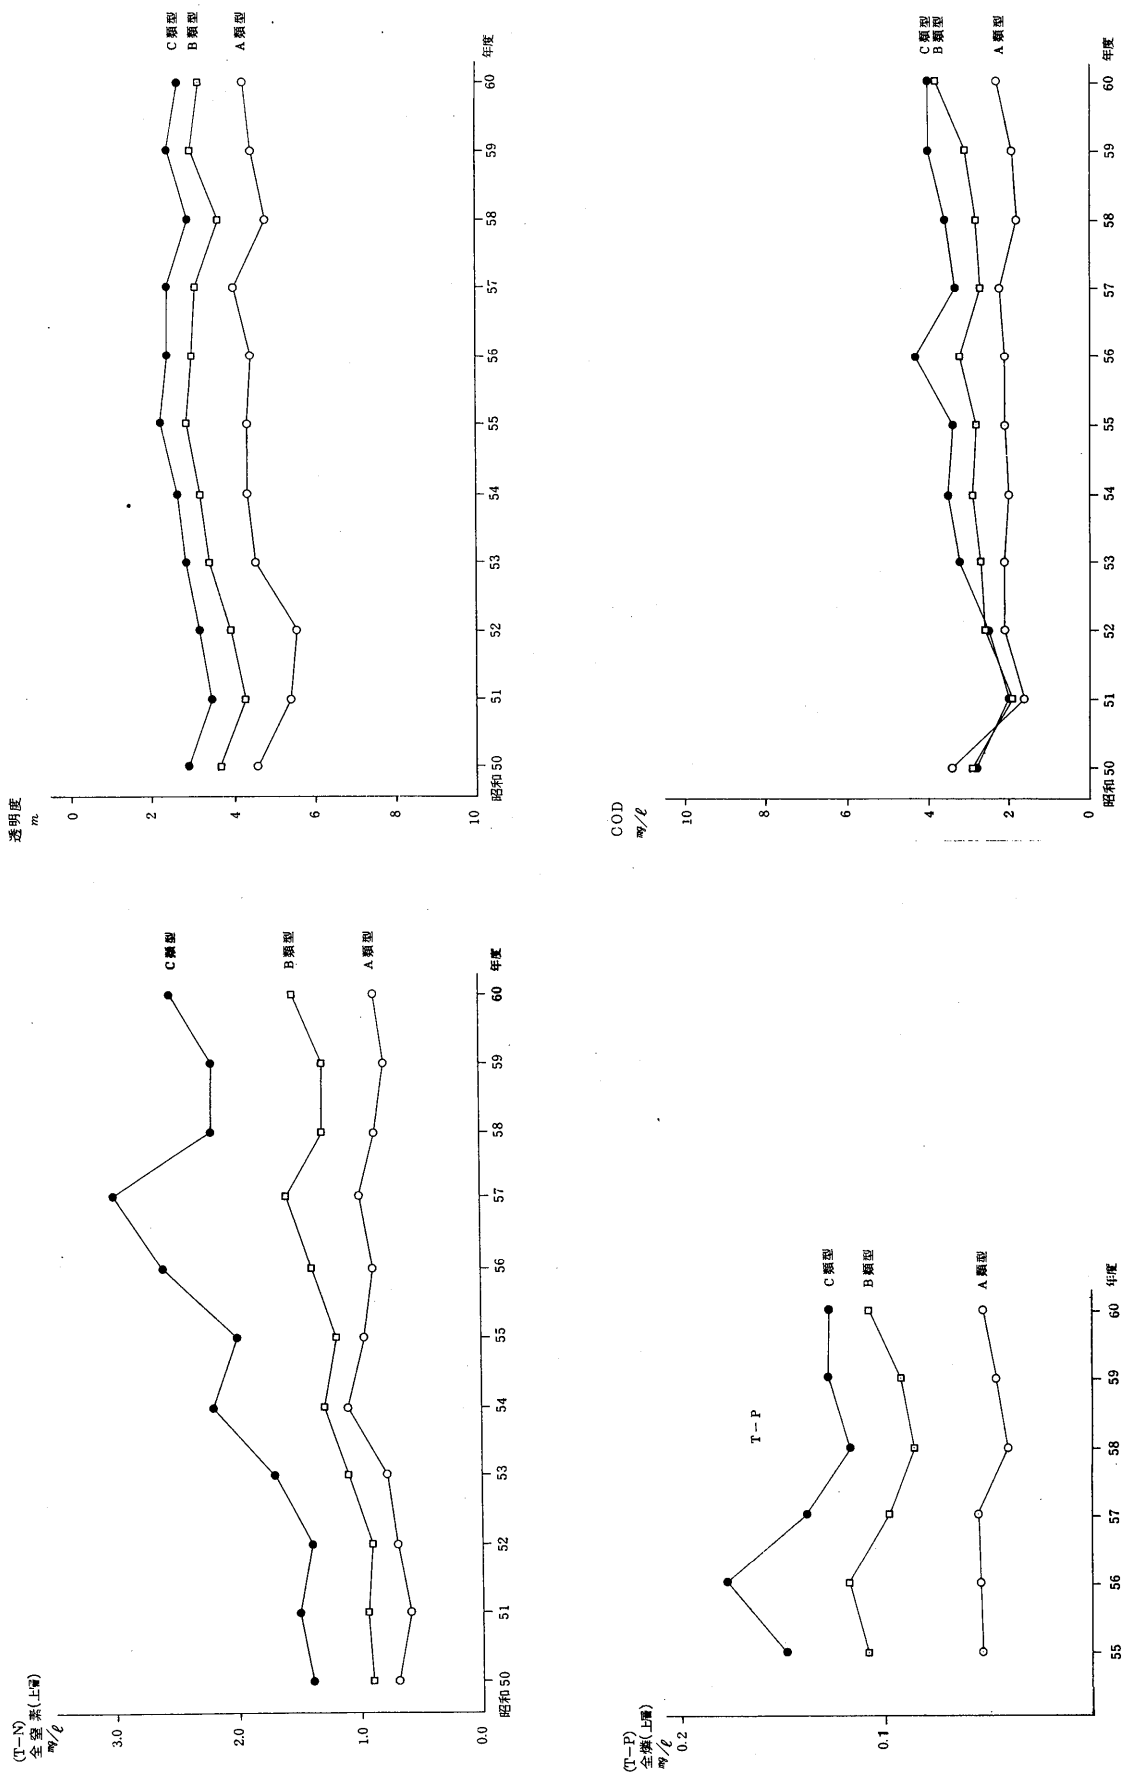 透明度
m
0
2
4
6
8
10
昭和50
51
52
53
54
55
56
57
58
59
60
年度
C類型
B類型
A類型
COD
mg/ℓ
10
8
6
4
2
0
昭和50
51
52
53
54
55
56
57
58
59
60
年度
C類型
B類型
A類型
(T-N)
全窒素(上層)
mg/ℓ
3.0
2.0
1.0
0.0
昭和50
51
52
53
54
55
56
57
58
59
60
年度
C類型
B類型
A類型
(T-P)
全燐(上層)
mg/ℓ
0.2
0.1
55
56
57
58
59
60
年度
T-P
C類型
B類型
A類型